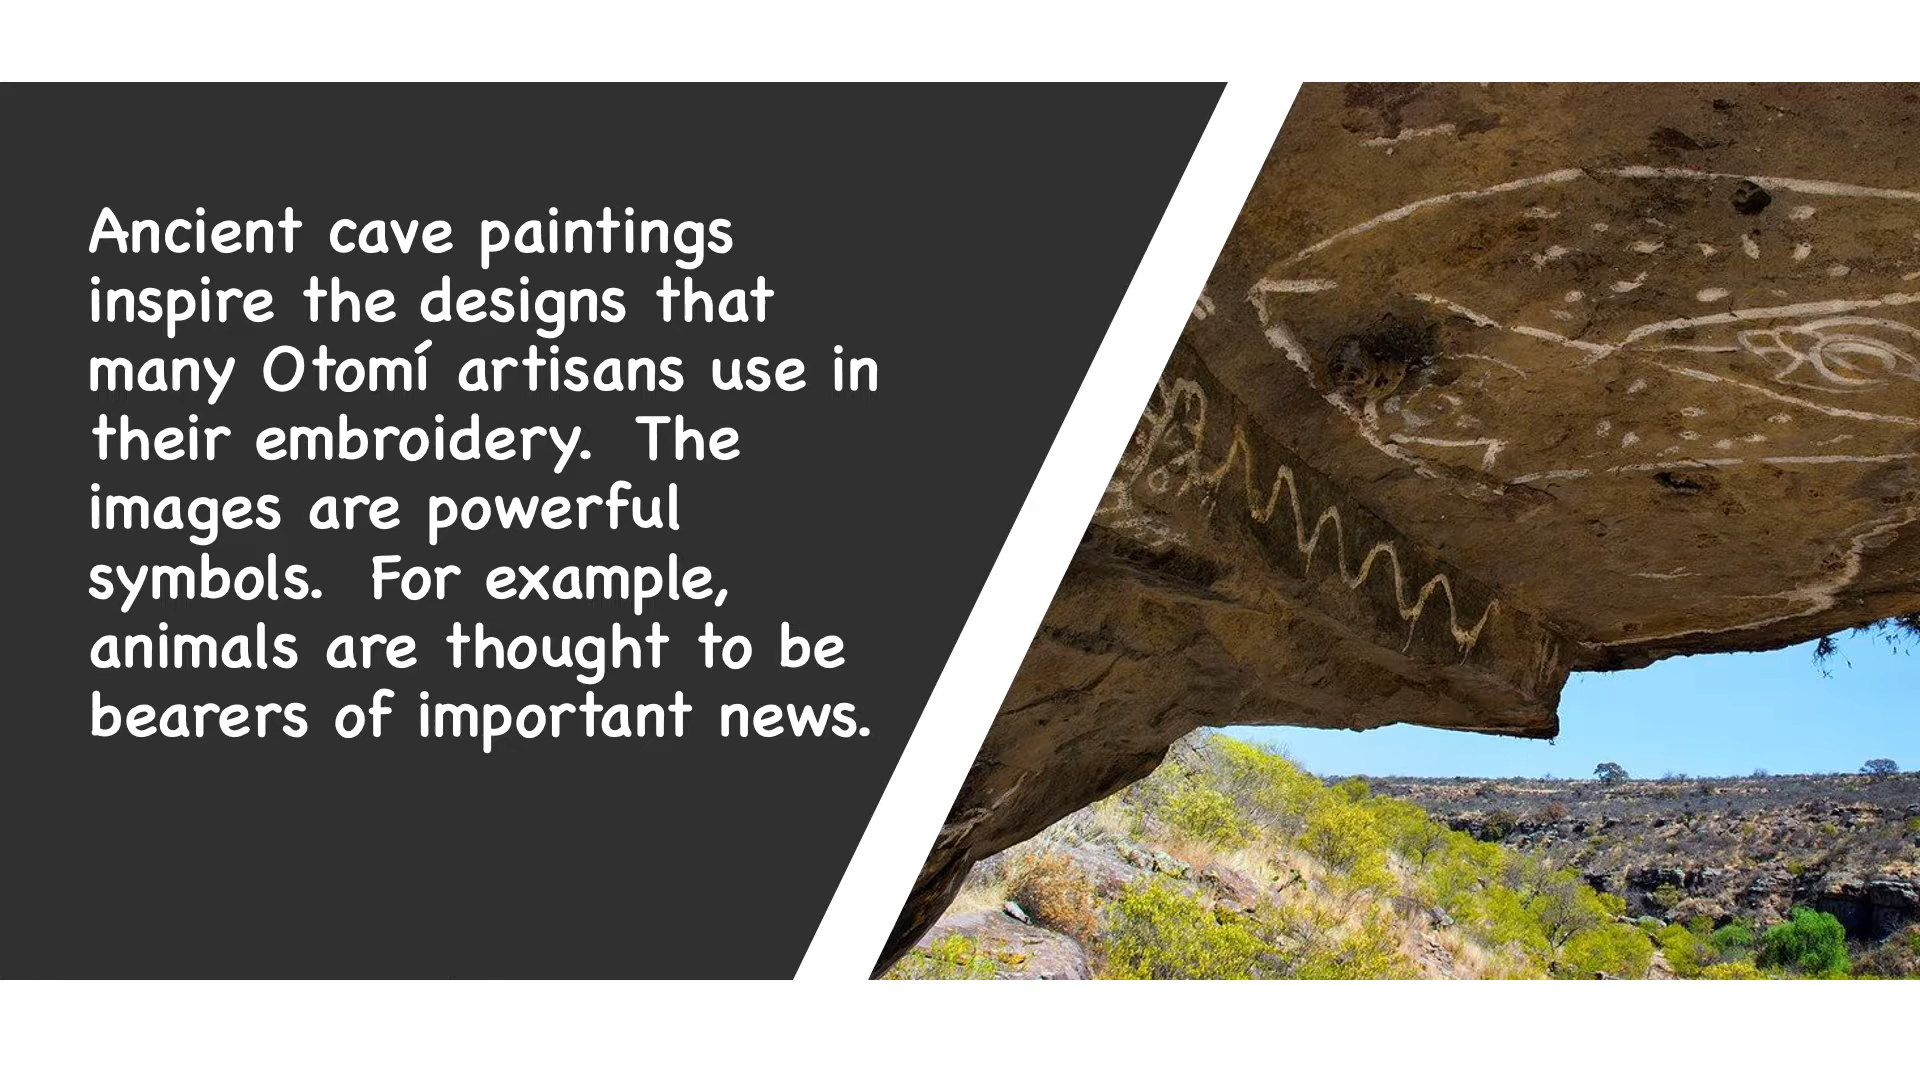 Ancient cave paintings
inspire the designs that
many Otomí artisans use in
their embroidery.  The
images are powerful
symbols.  For example,
animals are thought to be
bearers of important news.